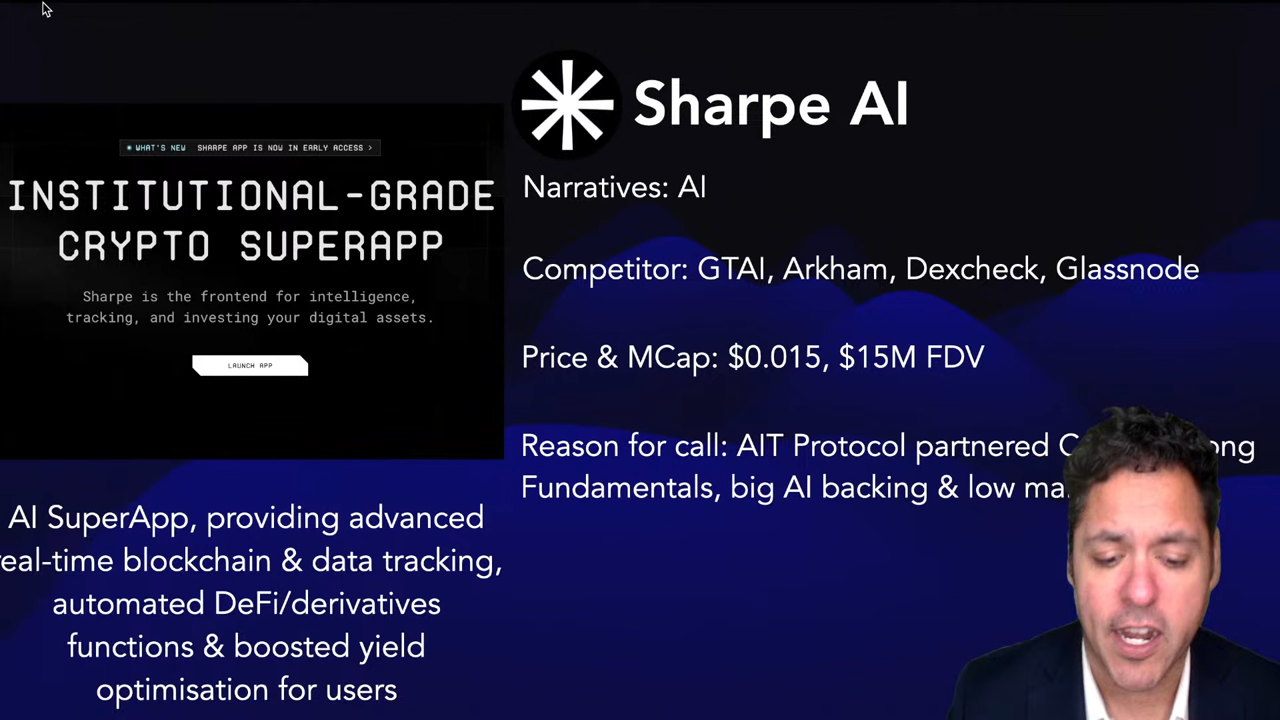 Sharpe AI
WHAT'S NEW SHARPE APP IS NOW IN EARLY ACCESS >
INSTITUTIONAL-GRADE
CRYPTO SUPERAPP
Sharpe is the frontend for intelligence,
tracking, and investing your digital assets.
LAUNCH APP
AI SuperApp, providing advanced
real-time blockchain & data tracking,
automated DeFi/derivatives
functions & boosted yield
optimisation for users
Narratives: AI
Competitor: GTAI, Arkham, Dexcheck, Glassnode
Price & MCap: $0.015, $15M FDV
Reason for call: AIT Protocol partnered
Fundamentals, big AI backing & low